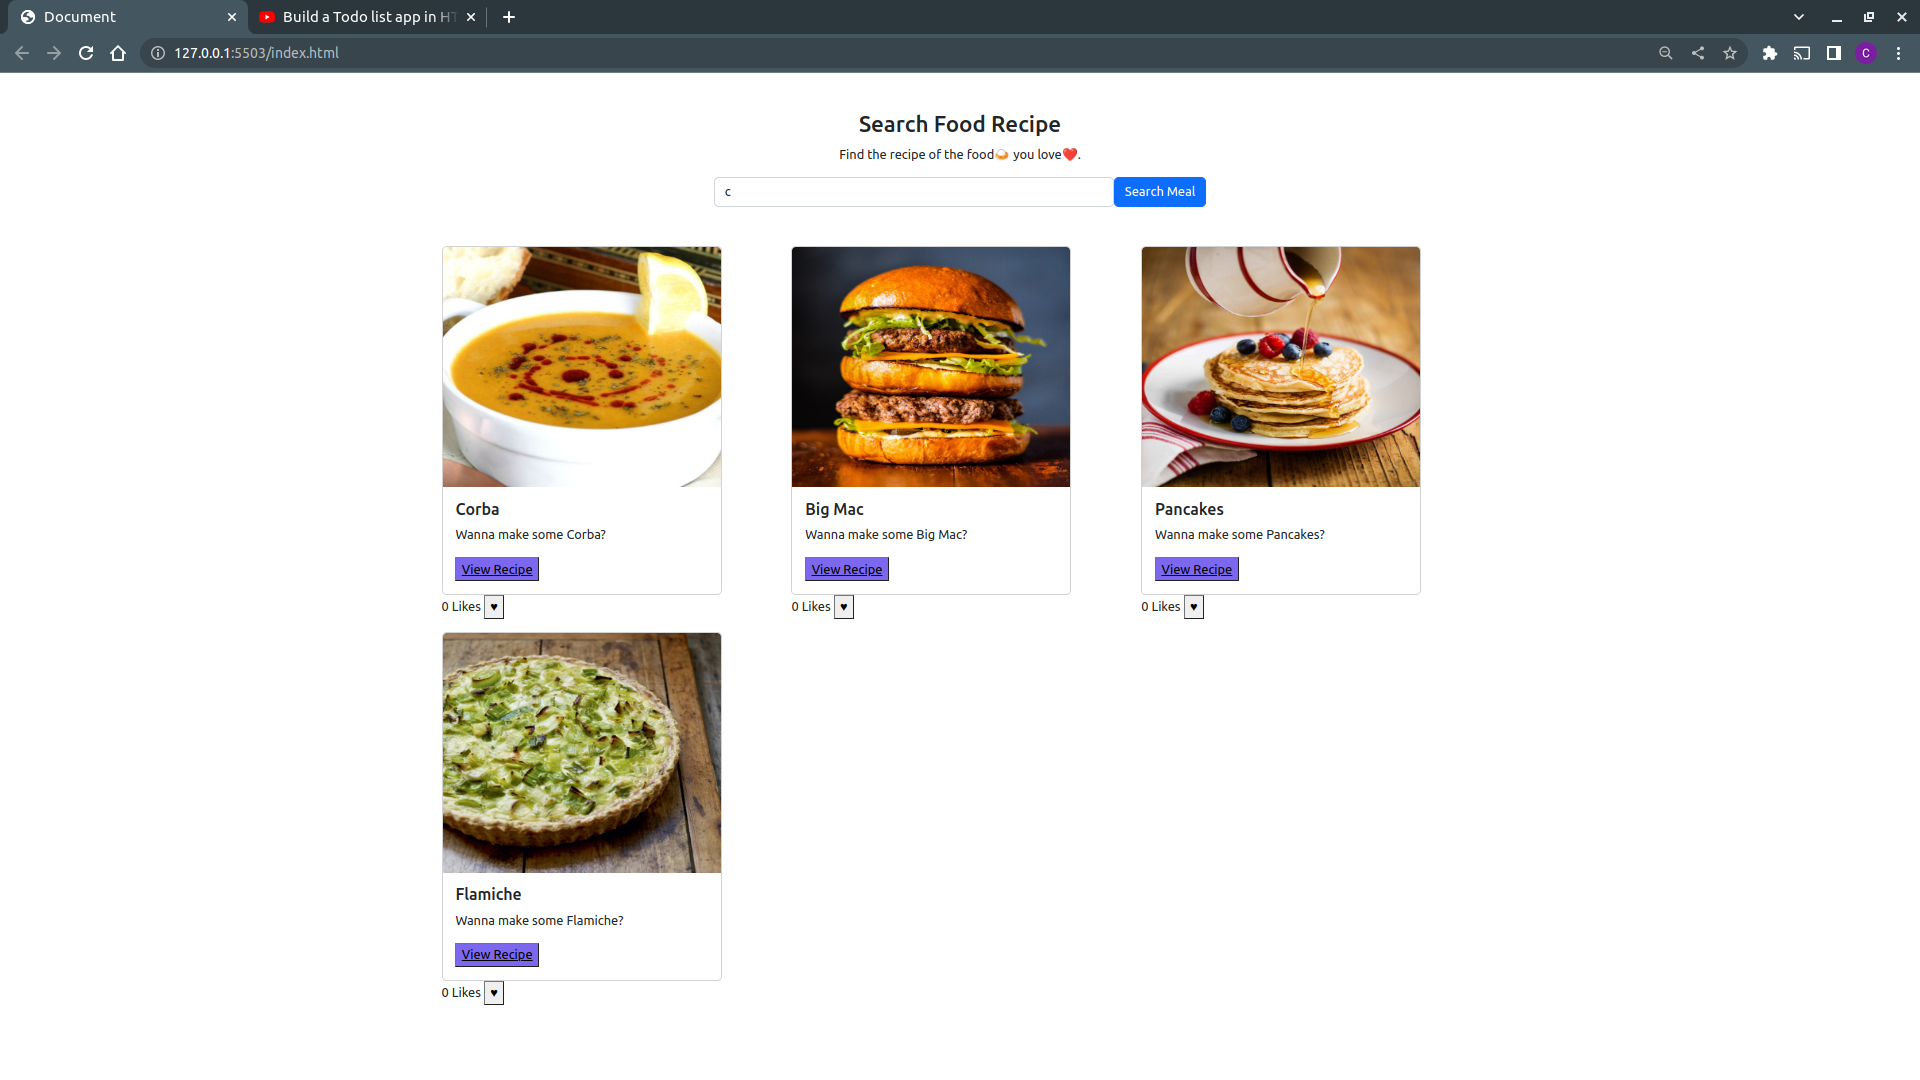 Document
Build a Todo list app in HT
127.0.0.1:5503/index.html
C
Search Food Recipe
Find the recipe of the food🍛 you love❤️.
c
Search Meal
Corba
Wanna make some Corba?
View Recipe
0 Likes ♥
Big Mac
Wanna make some Big Mac?
View Recipe
0 Likes ♥
Pancakes
Wanna make some Pancakes?
View Recipe
0 Likes ♥
Flamiche
Wanna make some Flamiche?
View Recipe
0 Likes ♥